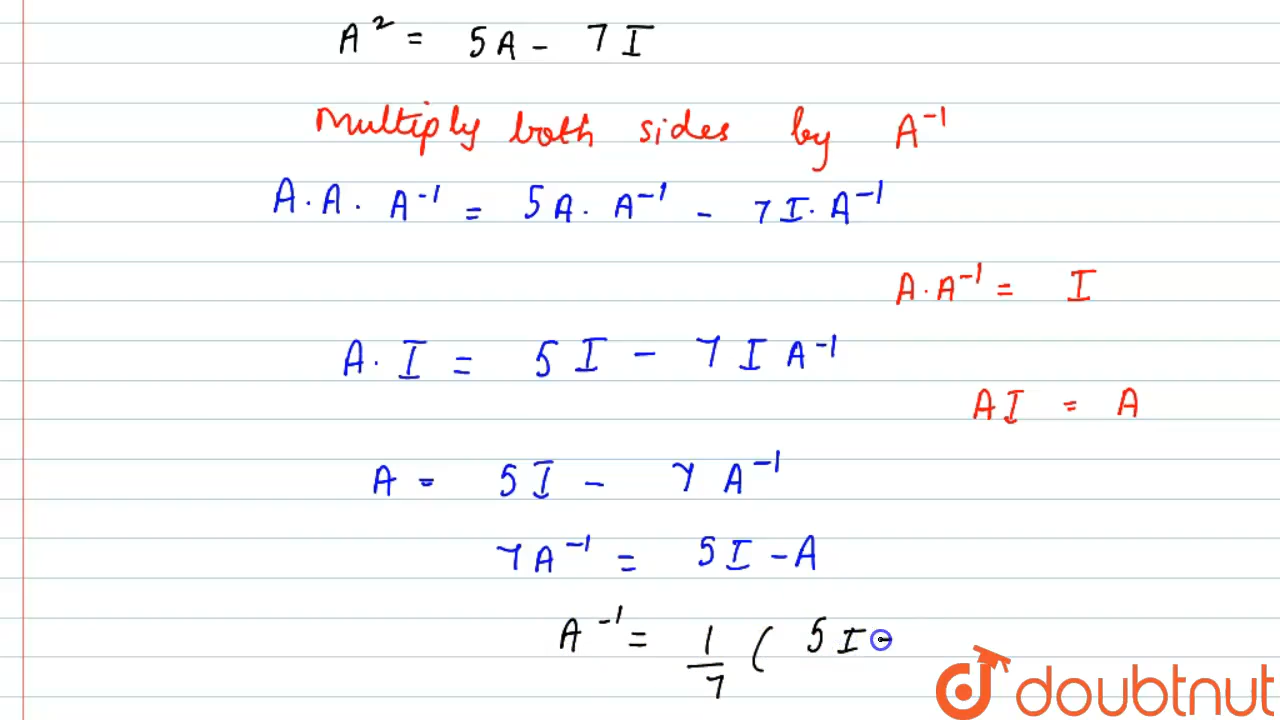 A² = 5A - 7I
Multiply both sides by A⁻¹
A.A. A⁻¹ = 5A. A⁻¹ - 7I. A⁻¹
A.A⁻¹ = I
A. I = 5I - 7I A⁻¹
AI = A
A = 5I - 7 A⁻¹
7A⁻¹ = 5I - A
A⁻¹ = 1/7 ( 5I -
doubtnut